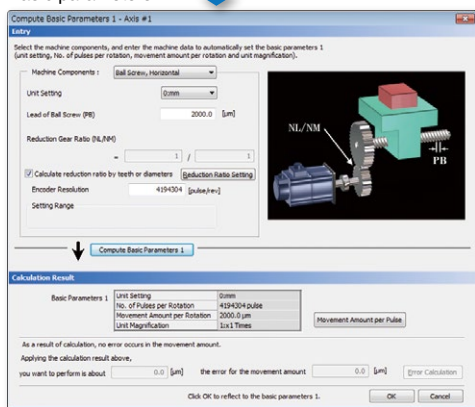 Compute Basic Parameters 1 - Axis #1
Entry
Select the machine components, and enter the machine data to automatically set the basic parameters 1
(unit setting, No. of pulses per rotation, movement amount per rotation and unit magnification).
Machine Components :
Ball Screw, Horizontal
Unit Setting
0:mm
Lead of Ball Screw (PB)
2000.0 [µm]
Reduction Gear Ratio (NL/NM)
= 1 / 1
Calculate reduction ratio by teeth or diameters
Reduction Ratio Setting
Encoder Resolution
4194304 [pulse/rev]
Setting Range
NL/NM
PB
Compute Basic Parameters 1
Calculation Result
Basic Parameters 1
Unit Setting 0:mm
No. of Pulses per Rotation 4194304 pulse
Movement Amount per Rotation 2000.0 µm
Unit Magnification 1:x1 Times
Movement Amount per Pulse
As a result of calculation, no error occurs in the movement amount.
Applying the calculation result above,
you want to perform is about 0.0 [µm] the error for the movement amount 0.0 [µm] Error Calculation
Click OK to reflect to the basic parameters 1.
OK
Cancel